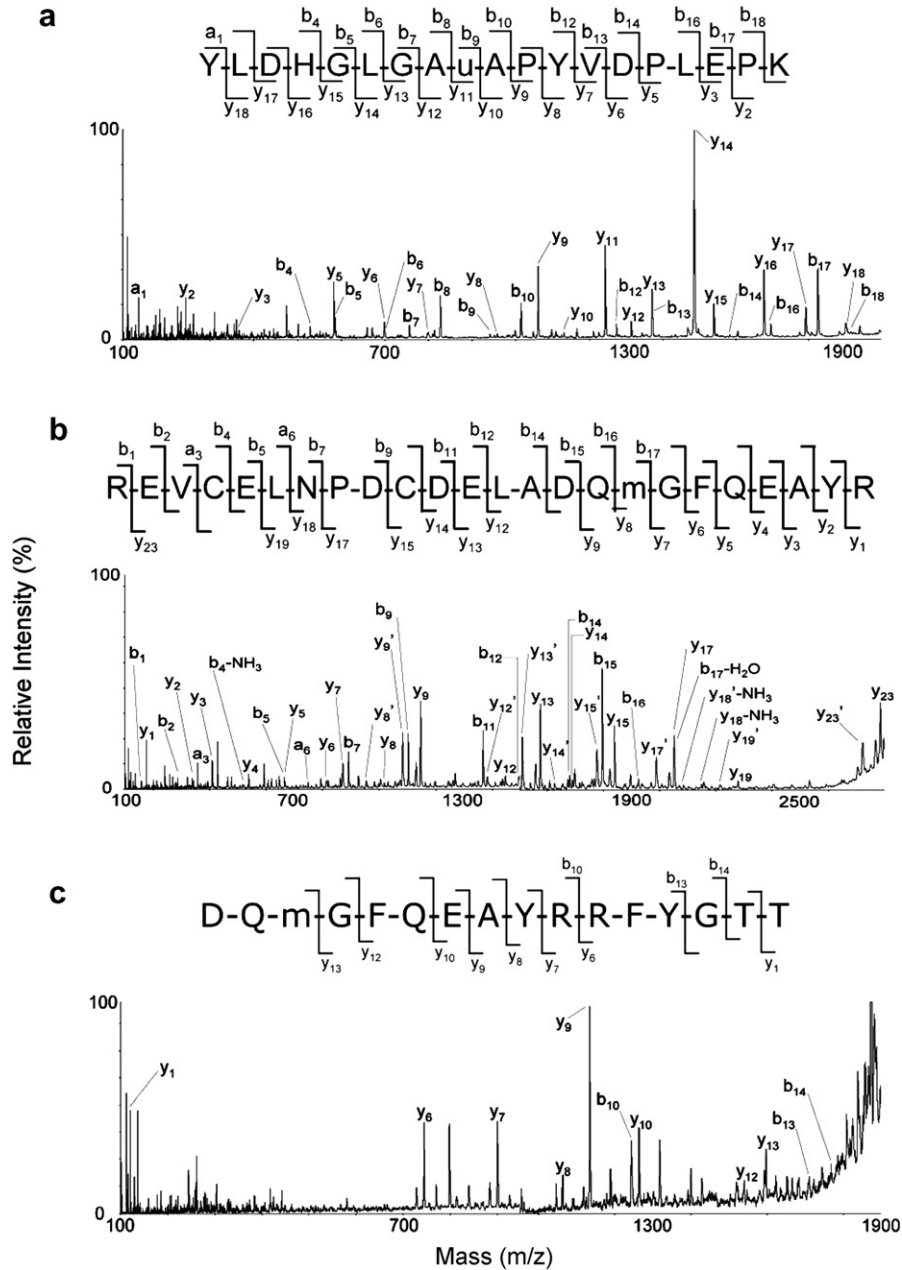 a
a₁ b₄ b₅ b₆ b₇ b₈ b₉ b₁₀ b₁₂ b₁₃ b₁₄ b₁₆ b₁₇ b₁₈
Y-L-D-H-G-L-G-A-u-A-P-Y-V-D-P-L-E-P-K
y₁₈ y₁₇ y₁₆ y₁₅ y₁₄ y₁₃ y₁₂ y₁₁ y₁₀ y₉ y₈ y₇ y₆ y₅ y₃ y₂
100
a₁ y₂ y₃ b₄ y₅ b₅ y₆ b₆ b₇ y₇ b₈ b₉ y₈ b₁₀ y₉ y₁₀ y₁₁ b₁₂ y₁₂ y₁₃ b₁₃ y₁₄ y₁₅ b₁₄ y₁₆ b₁₆ y₁₇ b₁₇ y₁₈ b₁₈
0
100 700 1300 1900
b
b₁ b₂ a₃ b₄ b₅ a₆ b₇ b₉ b₁₁ b₁₂ b₁₄ b₁₅ b₁₆ b₁₇
R-E-V-C-E-L-N-P-D-C-D-E-L-A-D-Q-m-G-F-Q-E-A-Y-R
y₂₃ y₁₉ y₁₈ y₁₇ y₁₅ y₁₄ y₁₃ y₁₂ y₉ y₈ y₇ y₆ y₅ y₄ y₃ y₂ y₁
Relative Intensity (%)
100
b₁ y₁ b₂ y₂ a₃ y₃ b₄-NH₃ y₄ b₅ y₅ a₆ y₆ y₇ b₇ y₈' y₈ y₉' b₉ y₉ b₁₁ y₁₂' y₁₂ b₁₂ y₁₃' y₁₃ y₁₄' b₁₄ y₁₄ y₁₅' b₁₅ y₁₅ b₁₆ y₁₇' y₁₇ b₁₇-H₂O y₁₈'-NH₃ y₁₈-NH₃ y₁₉' y₁₉ y₂₃' y₂₃
0
100 700 1300 1900 2500
c
b₁₀ b₁₃ b₁₄
D-Q-m-G-F-Q-E-A-Y-R-R-F-Y-G-T-T
y₁₃ y₁₂ y₁₀ y₉ y₈ y₇ y₆ y₁
100
y₁ y₆ y₇ y₈ y₉ b₁₀ y₁₀ y₁₂ y₁₃ b₁₃ b₁₄
0
100 700 1300 1900
Mass (m/z)